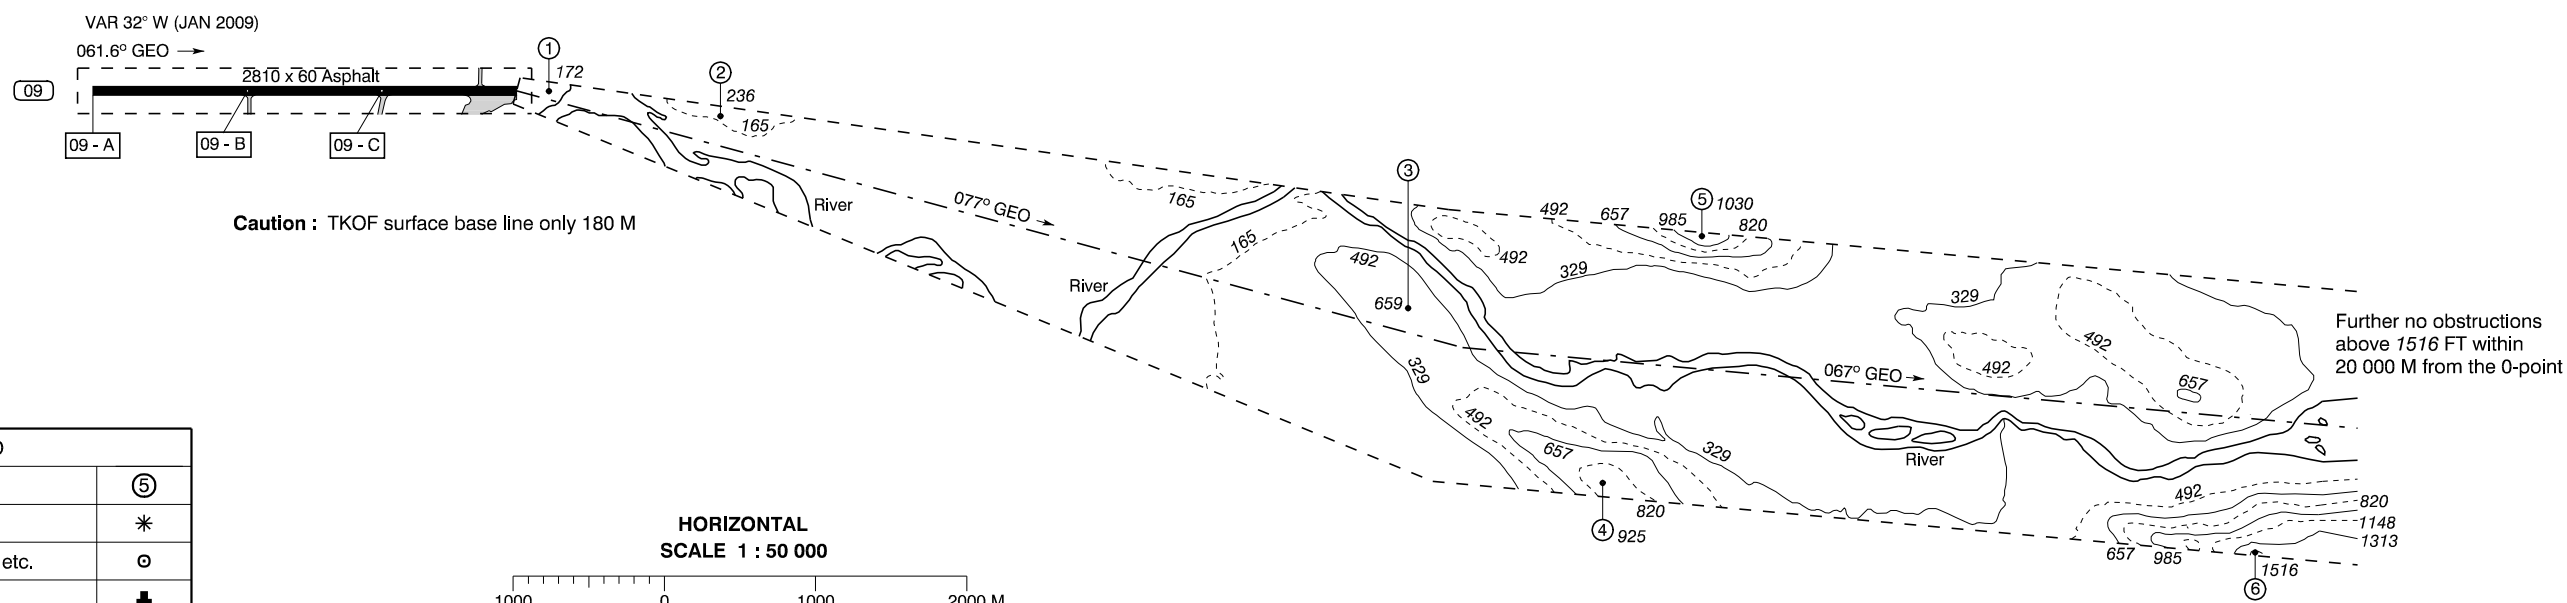 VAR 32° W (JAN 2009)
061.6° GEO
09
2810 x 60 Asphalt
09 - A
09 - B
09 - C
1
172
2
236
165
Caution : TKOF surface base line only 180 M
River
077° GEO
165
165
River
3
492
659
329
492
329
492
657
985
5 1030
820
329
492
492
657
Further no obstructions
above 1516 FT within
20 000 M from the 0-point
067° GEO
492
657
820
4 925
329
River
492
820
1148
1313
657
985
1516
6
5
etc.
HORIZONTAL
SCALE 1 : 50 000
1000 0 1000 2000 M